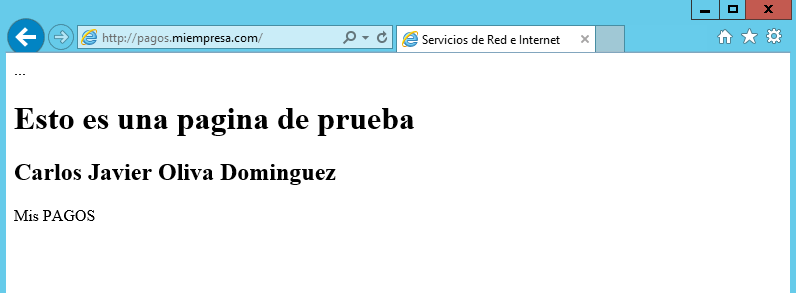 http://pagos.miempresa.com/
Servicios de Red e Internet
...
Esto es una pagina de prueba
Carlos Javier Oliva Dominguez
Mis PAGOS